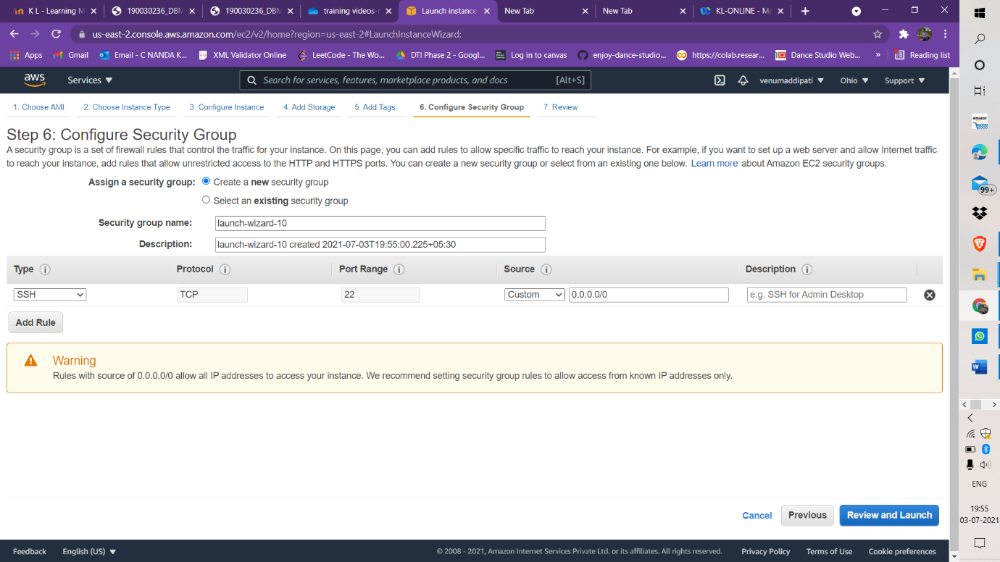 K L - Learning M
190030236_DBM
190030236_DBM
training videos-
Launch instance
New Tab
New Tab
KL-ONLINE - Me
us-east-2.console.aws.amazon.com/ec2/v2/home?region=us-east-2#LaunchInstanceWizard:
Apps Gmail Email - C NANDA K... XML Validator Online LeetCode - The Wo... DTI Phase 2 - Googl... Log in to canvas enjoy-dance-studio... https://colab.resear... Dance Studio Web... » Reading list
aws Services Search for services, features, marketplace products, and docs [Alt+S] venumaddipati Ohio Support
1. Choose AMI 2. Choose Instance Type 3. Configure Instance 4. Add Storage 5. Add Tags 6. Configure Security Group 7. Review
Step 6: Configure Security Group
A security group is a set of firewall rules that control the traffic for your instance. On this page, you can add rules to allow specific traffic to reach your instance. For example, if you want to set up a web server and allow Internet traffic
to reach your instance, add rules that allow unrestricted access to the HTTP and HTTPS ports. You can create a new security group or select from an existing one below. Learn more about Amazon EC2 security groups.
Assign a security group: Create a new security group
Select an existing security group
Security group name: launch-wizard-10
Description: launch-wizard-10 created 2021-07-03T19:55:00.225+05:30
Type Protocol Port Range Source Description
SSH TCP 22 Custom 0.0.0.0/0 e.g. SSH for Admin Desktop
Add Rule
Warning
Rules with source of 0.0.0.0/0 allow all IP addresses to access your instance. We recommend setting security group rules to allow access from known IP addresses only.
Cancel Previous Review and Launch
Feedback English (US) © 2008 - 2021, Amazon Internet Services Private Ltd. or its affiliates. All rights reserved. Privacy Policy Terms of Use Cookie preferences
amazon
99+
ENG
19:55
03-07-2021